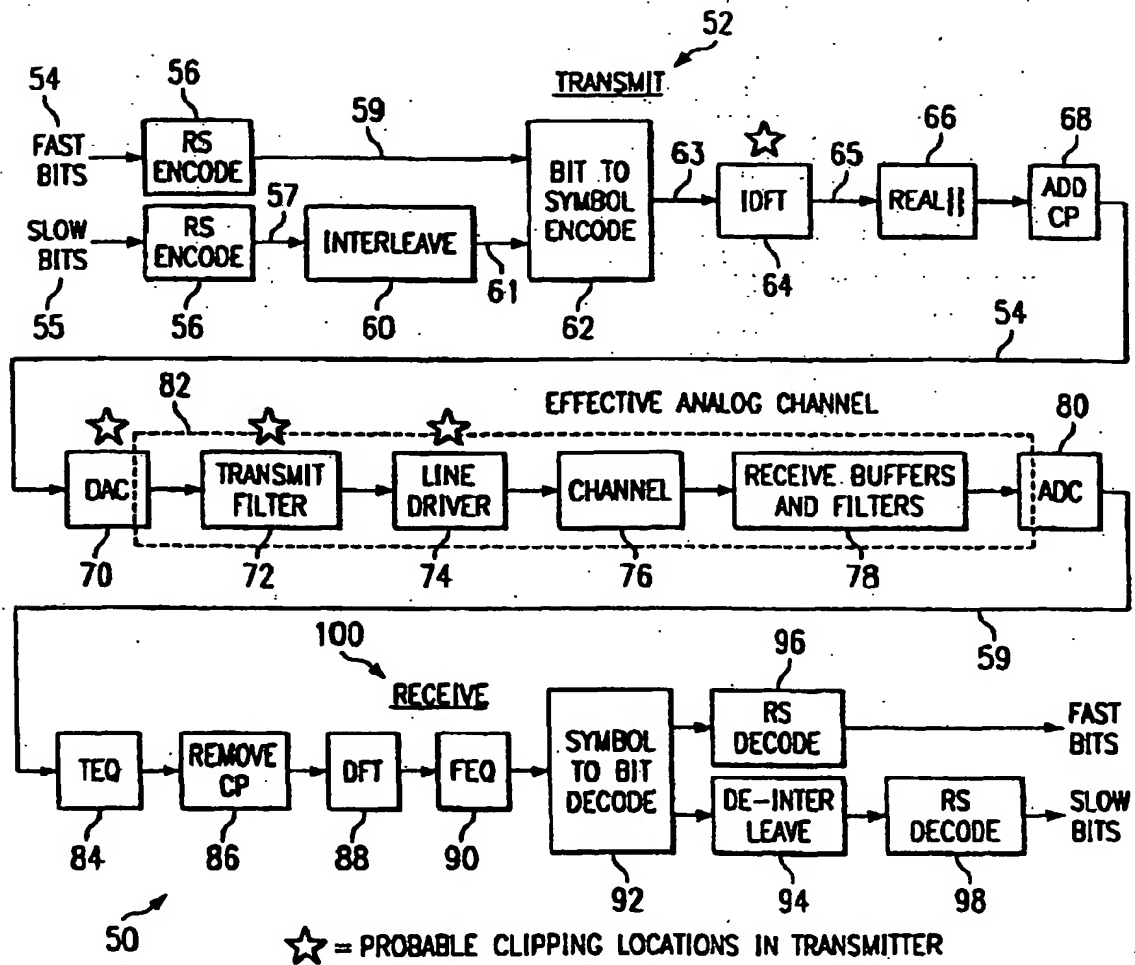 52
TRANSMIT
54
56
59
66
68
FAST
BITS
RS
ENCODE
BIT TO
SYMBOL
ENCODE
63
IDFT
65
REAL{}
ADD
CP
57
SLOW
BITS
RS
ENCODE
INTERLEAVE
61
64
55
56
60
62
54
82
EFFECTIVE ANALOG CHANNEL
80
DAC
TRANSMIT
FILTER
LINE
DRIVER
CHANNEL
RECEIVE BUFFERS
AND FILTERS
ADC
70
72
74
76
78
59
100
RECEIVE
96
TEQ
REMOVE
CP
DFT
FEQ
SYMBOL
TO BIT
DECODE
RS
DECODE
FAST
BITS
DE-INTER
LEAVE
RS
DECODE
SLOW
BITS
84
86
88
90
92
94
98
50
☆ = PROBABLE CLIPPING LOCATIONS IN TRANSMITTER